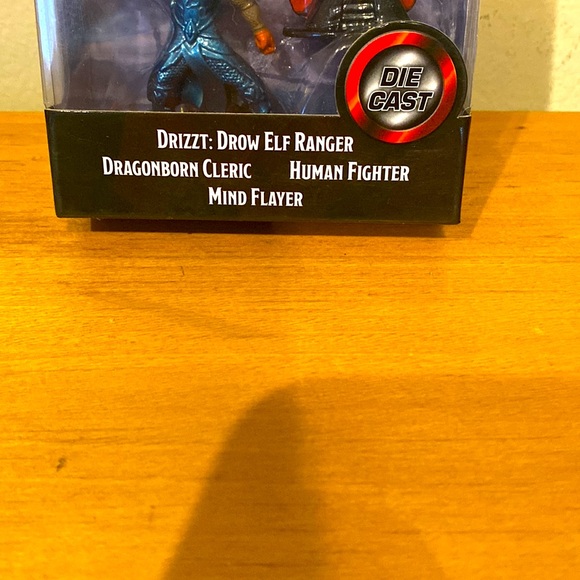 DIE
CAST
DRIZZT: DROW ELF RANGER
DRAGONBORN CLERIC HUMAN FIGHTER
MIND FLAYER